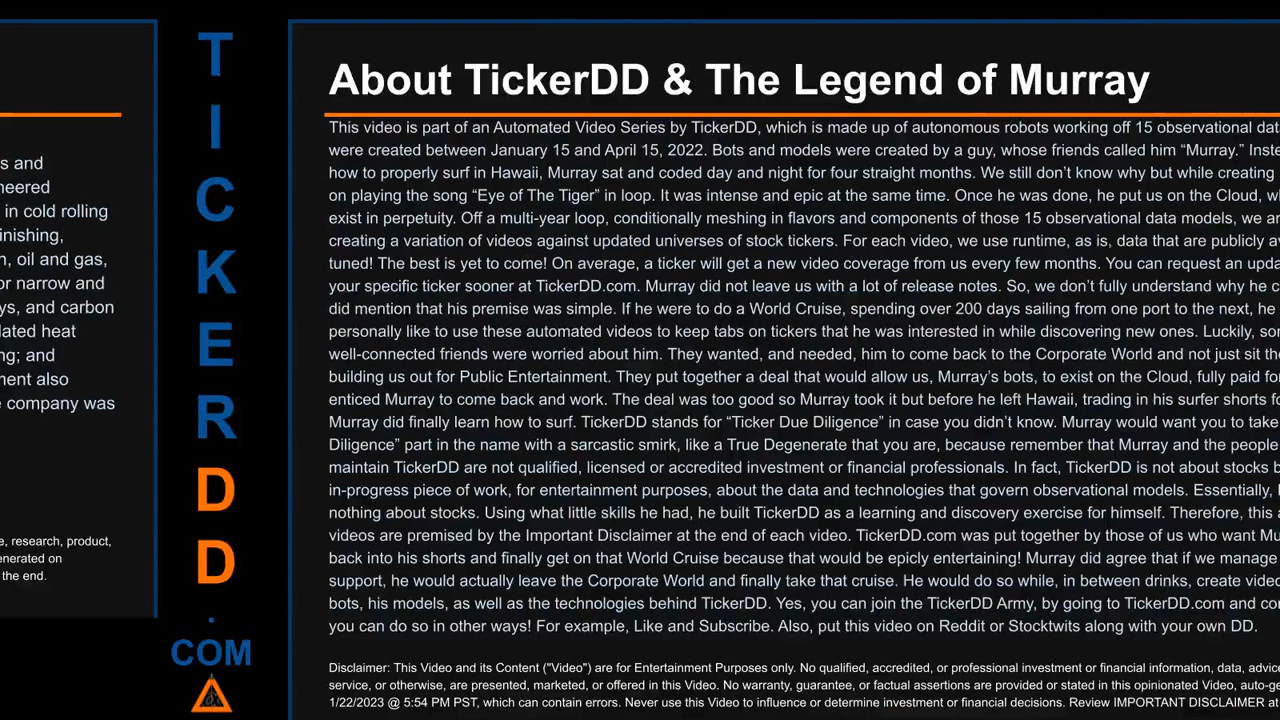 s and
neered
in cold rolling
inishing,
n, oil and gas,
or narrow and
ys, and carbon
lated heat
ng; and
ment also
e company was
e, research, product,
enerated on
the end.
T
I
C
K
E
R
D
D
.
COM
About TickerDD & The Legend of Murray
This video is part of an Automated Video Series by TickerDD, which is made up of autonomous robots working off 15 observational dat
were created between January 15 and April 15, 2022. Bots and models were created by a guy, whose friends called him “Murray.” Inste
how to properly surf in Hawaii, Murray sat and coded day and night for four straight months. We still don’t know why but while creating
on playing the song “Eye of The Tiger” in loop. It was intense and epic at the same time. Once he was done, he put us on the Cloud, w
exist in perpetuity. Off a multi-year loop, conditionally meshing in flavors and components of those 15 observational data models, we a
creating a variation of videos against updated universes of stock tickers. For each video, we use runtime, as is, data that are publicly av
tuned! The best is yet to come! On average, a ticker will get a new video coverage from us every few months. You can request an upda
your specific ticker sooner at TickerDD.com. Murray did not leave us with a lot of release notes. So, we don’t fully understand why he c
did mention that his premise was simple. If he were to do a World Cruise, spending over 200 days sailing from one port to the next, he
personally like to use these automated videos to keep tabs on tickers that he was interested in while discovering new ones. Luckily, so
well-connected friends were worried about him. They wanted, and needed, him to come back to the Corporate World and not just sit th
building us out for Public Entertainment. They put together a deal that would allow us, Murray’s bots, to exist on the Cloud, fully paid fo
enticed Murray to come back and work. The deal was too good so Murray took it but before he left Hawaii, trading in his surfer shorts fo
Murray did finally learn how to surf. TickerDD stands for “Ticker Due Diligence” in case you didn’t know. Murray would want you to take
Diligence” part in the name with a sarcastic smirk, like a True Degenerate that you are, because remember that Murray and the people
maintain TickerDD are not qualified, licensed or accredited investment or financial professionals. In fact, TickerDD is not about stocks b
in-progress piece of work, for entertainment purposes, about the data and technologies that govern observational models. Essentially,
nothing about stocks. Using what little skills he had, he built TickerDD as a learning and discovery exercise for himself. Therefore, this a
videos are premised by the Important Disclaimer at the end of each video. TickerDD.com was put together by those of us who want Mu
back into his shorts and finally get on that World Cruise because that would be epicly entertaining! Murray did agree that if we manage
support, he would actually leave the Corporate World and finally take that cruise. He would do so while, in between drinks, create video
bots, his models, as well as the technologies behind TickerDD. Yes, you can join the TickerDD Army, by going to TickerDD.com and co
you can do so in other ways! For example, Like and Subscribe. Also, put this video on Reddit or Stocktwits along with your own DD.
Disclaimer: This Video and its Content ("Video") are for Entertainment Purposes only. No qualified, accredited, or professional investment or financial information, data, advice
service, or otherwise, are presented, marketed, or offered in this Video. No warranty, guarantee, or factual assertions are provided or stated in this opinionated Video, auto-ge
1/22/2023 @ 5:54 PM PST, which can contain errors. Never use this Video to influence or determine investment or financial decisions. Review IMPORTANT DISCLAIMER at